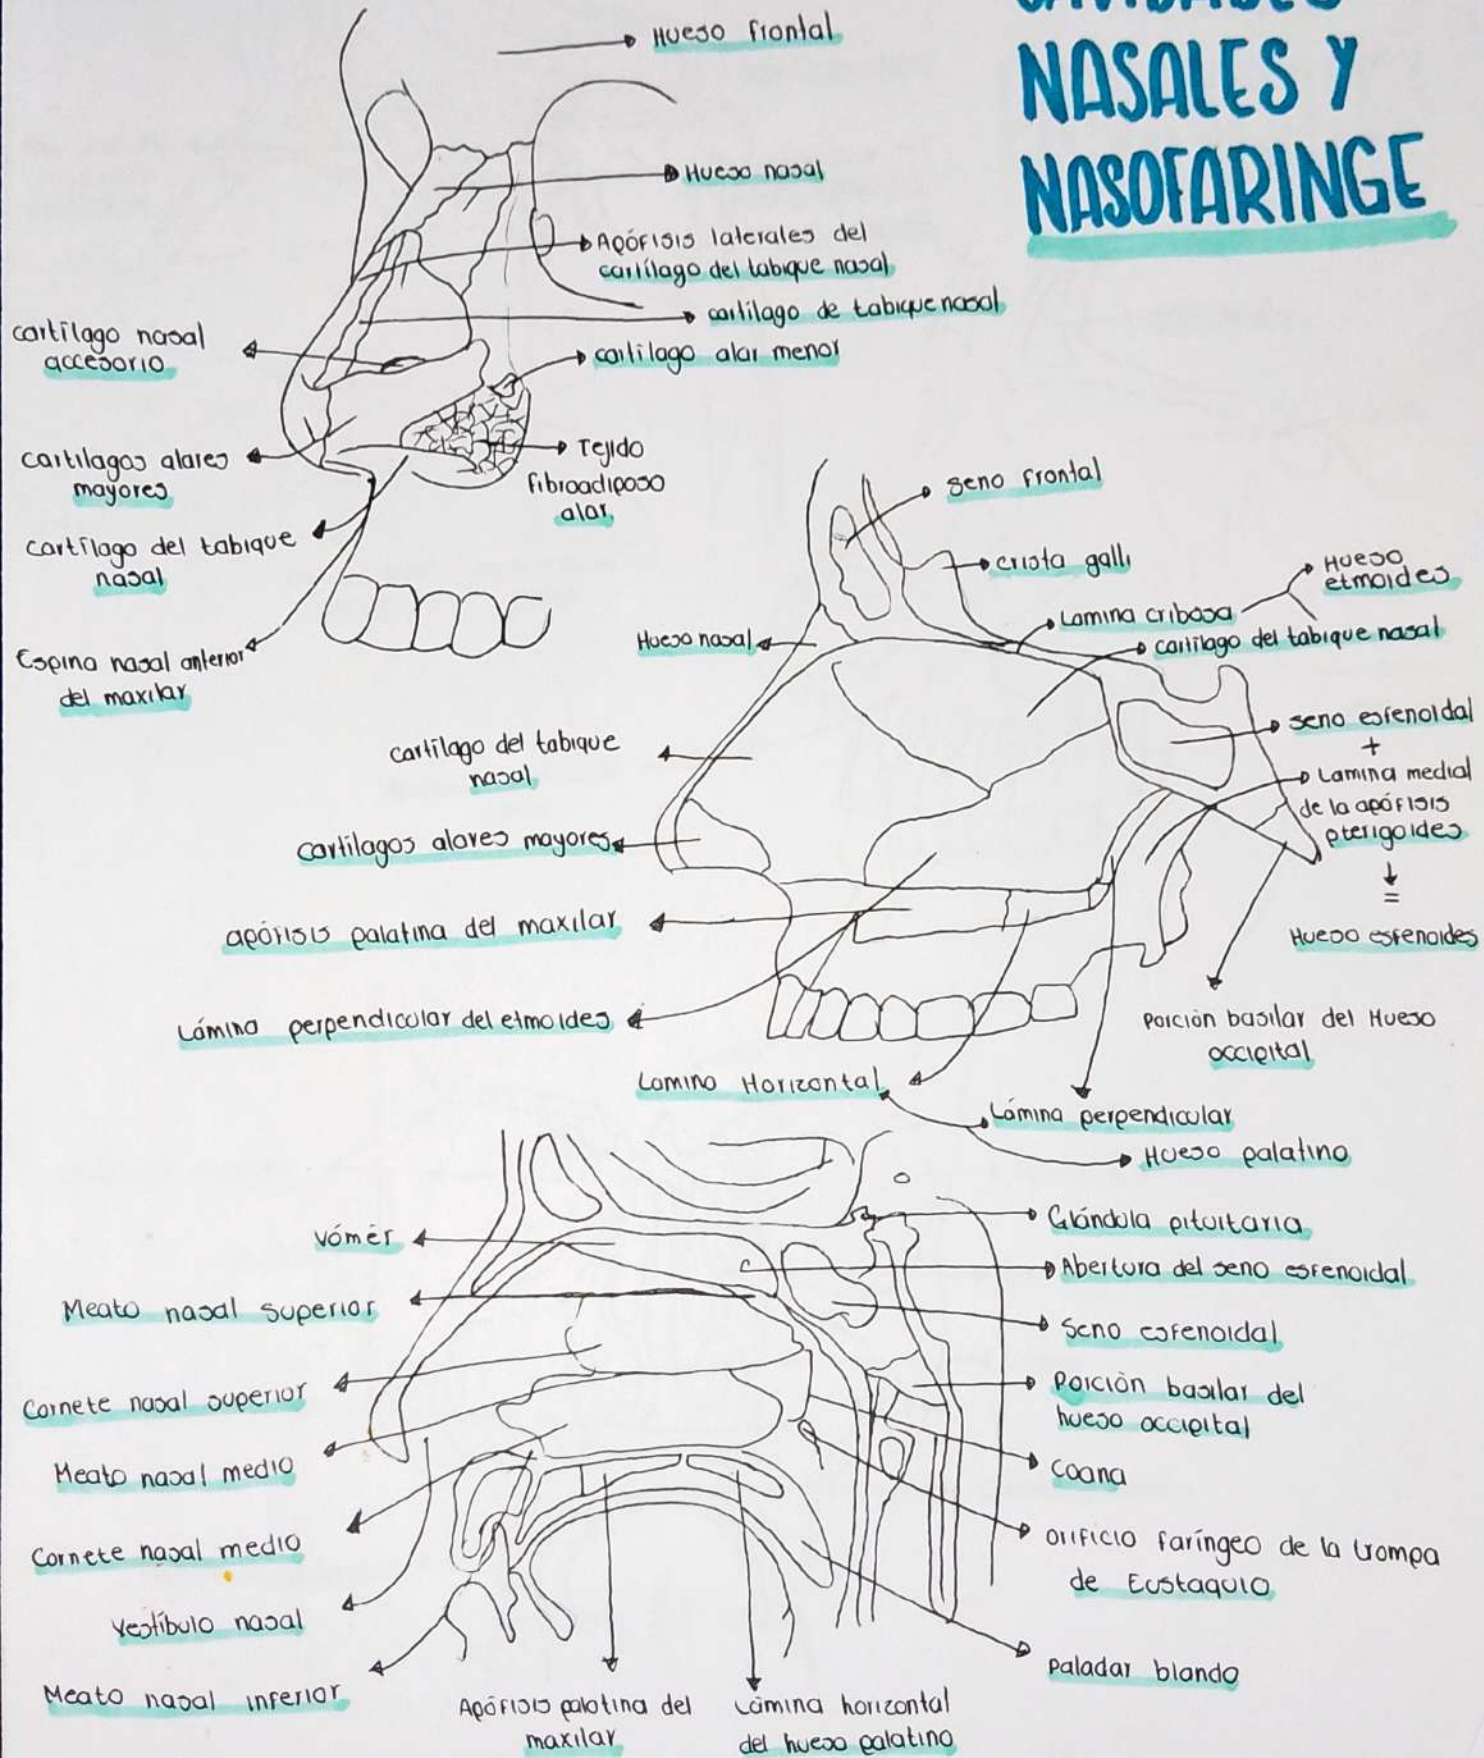 CAVIDADES
NASALES Y
NASOFARINGE
Hueso frontal
Hueso nasal
Apófisis laterales del
cartílago del tabique nasal
cartilago de tabique nasal
cartilago alar menor
cartílago nasal
accesorio
cartilagos alares
mayores
Tejido
fibroadiposo
alar
cartílago del tabique
nasal
Espina nasal anterior
del maxilar
seno frontal
crista galli
Lamina cribosa
Hueso
etmoides
cartilago del tabique nasal
Hueso nasal
cartílago del tabique
nasal
seno esfenoidal
+
Lamina medial
de la apófisis
pterigoides
=
Hueso esfenoides
cartilagos alares mayores
apófisis palatina del maxilar
Lámina perpendicular del etmoides
Porción basilar del Hueso
occipital
Lamina Horizontal
Lámina perpendicular
Hueso palatino
vómer
Meato nasal superior
Cornete nasal superior
Meato nasal medio
Cornete nasal medio
Vestíbulo nasal
Meato nasal inferior
Glándula pituitaria
Abertura del seno esfenoidal
Seno esfenoidal
Porción basilar del
hueso occipital
Coana
Orificio faríngeo de la trompa
de Eustaquio
Paladar blando
Apófisis palatina del
maxilar
Lámina horizontal
del hueso palatino